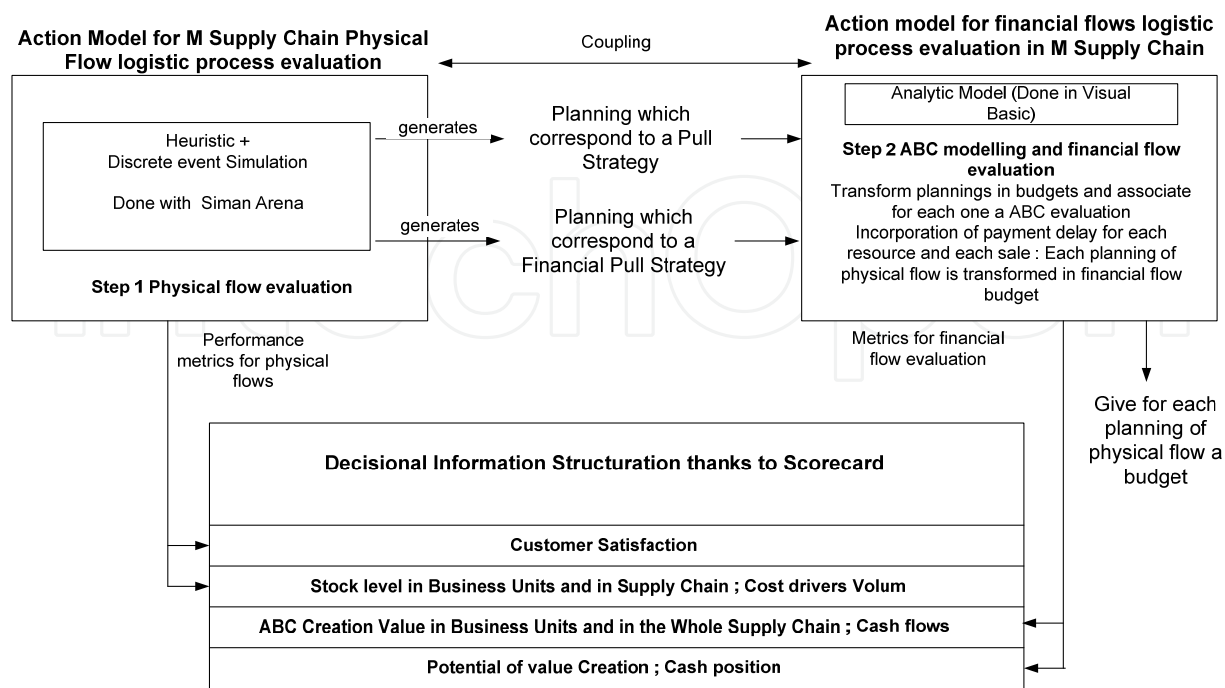 Action Model for M Supply Chain Physical
Flow logistic process evaluation
Coupling
Action model for financial flows logistic
process evaluation in M Supply Chain
Heuristic +
Discrete event Simulation
Done with Siman Arena
Step 1 Physical flow evaluation
generates
Planning which
correspond to a Pull
Strategy
generates
Planning which
correspond to a
Financial Pull Strategy
Analytic Model (Done in Visual
Basic)
Step 2 ABC modelling and financial flow
evaluation
Transform plannings in budgets and associate
for each one a ABC evaluation
Incorporation of payment delay for each
resource and each sale : Each planning of
physical flow is transformed in financial flow
budget
Performance
metrics for physical
flows
Metrics for financial
flow evaluation
Give for each
planning of
physical flow a
budget
Decisional Information Structuration thanks to Scorecard
Customer Satisfaction
Stock level in Business Units and in Supply Chain ; Cost drivers Volum
ABC Creation Value in Business Units and in the Whole Supply Chain ; Cash flows
Potential of value Creation ; Cash position
intechopen